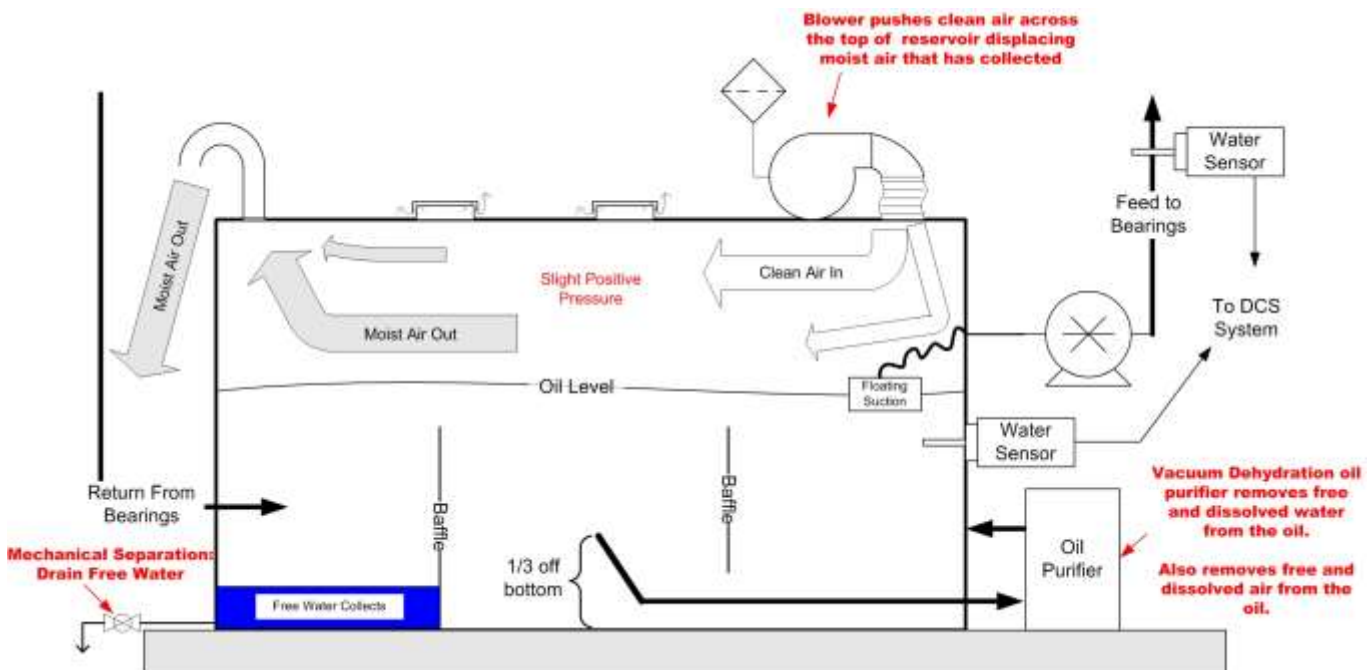 Blower pushes clean air across
the top of reservoir displacing
moist air that has collected
Water
Sensor
Feed to
Bearings
Moist Air Out
Slight Positive
Pressure
Clean Air In
Moist Air Out
To DCS
System
Oil Level
Floating
Suction
Water
Sensor
Return From
Bearings
Baffle
Baffle
Vacuum Dehydration oil
purifier removes free
and dissolved water
from the oil.
Also removes free and
dissolved air from the
oil.
Oil
Purifier
Mechanical Separation:
Drain Free Water
1/3 off
bottom
Free Water Collects